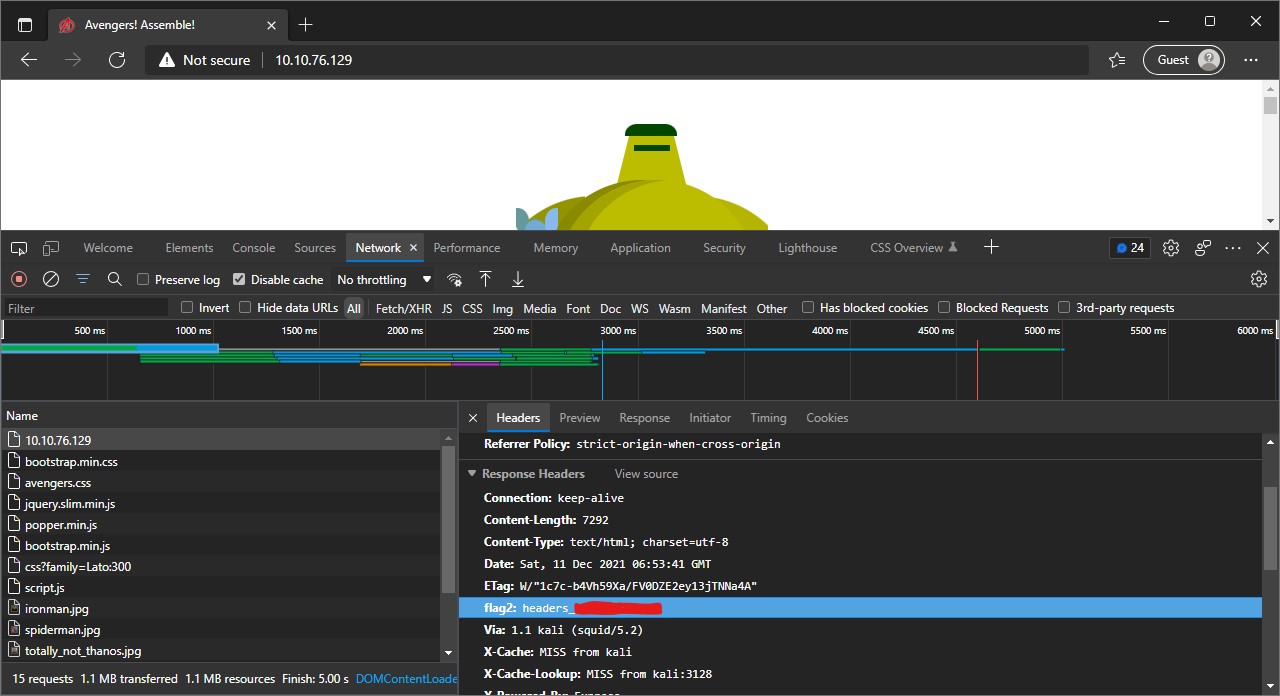 Avengers! Assemble!
Not secure 10.10.76.129 Guest
Welcome Elements Console Sources Network Performance Memory Application Security Lighthouse CSS Overview 24
Preserve log Disable cache No throttling
Filter Invert Hide data URLs All Fetch/XHR JS CSS Img Media Font Doc WS Wasm Manifest Other Has blocked cookies Blocked Requests 3rd-party requests
500 ms 1000 ms 1500 ms 2000 ms 2500 ms 3000 ms 3500 ms 4000 ms 4500 ms 5000 ms 5500 ms 6000 ms
Name
10.10.76.129
bootstrap.min.css
avengers.css
jquery.slim.min.js
popper.min.js
bootstrap.min.js
css?family=Lato:300
script.js
ironman.jpg
spiderman.jpg
totally_not_thanos.jpg
15 requests 1.1 MB transferred 1.1 MB resources Finish: 5.00 s DOMContentLoade
Headers Preview Response Initiator Timing Cookies
Referrer Policy: strict-origin-when-cross-origin
Response Headers View source
Connection: keep-alive
Content-Length: 7292
Content-Type: text/html; charset=utf-8
Date: Sat, 11 Dec 2021 06:53:41 GMT
ETag: W/"1c7c-b4Vh59Xa/FV0DZE2ey13jTNNa4A"
flag2: headers_
Via: 1.1 kali (squid/5.2)
X-Cache: MISS from kali
X-Cache-Lookup: MISS from kali:3128
X-Powered-By: Express